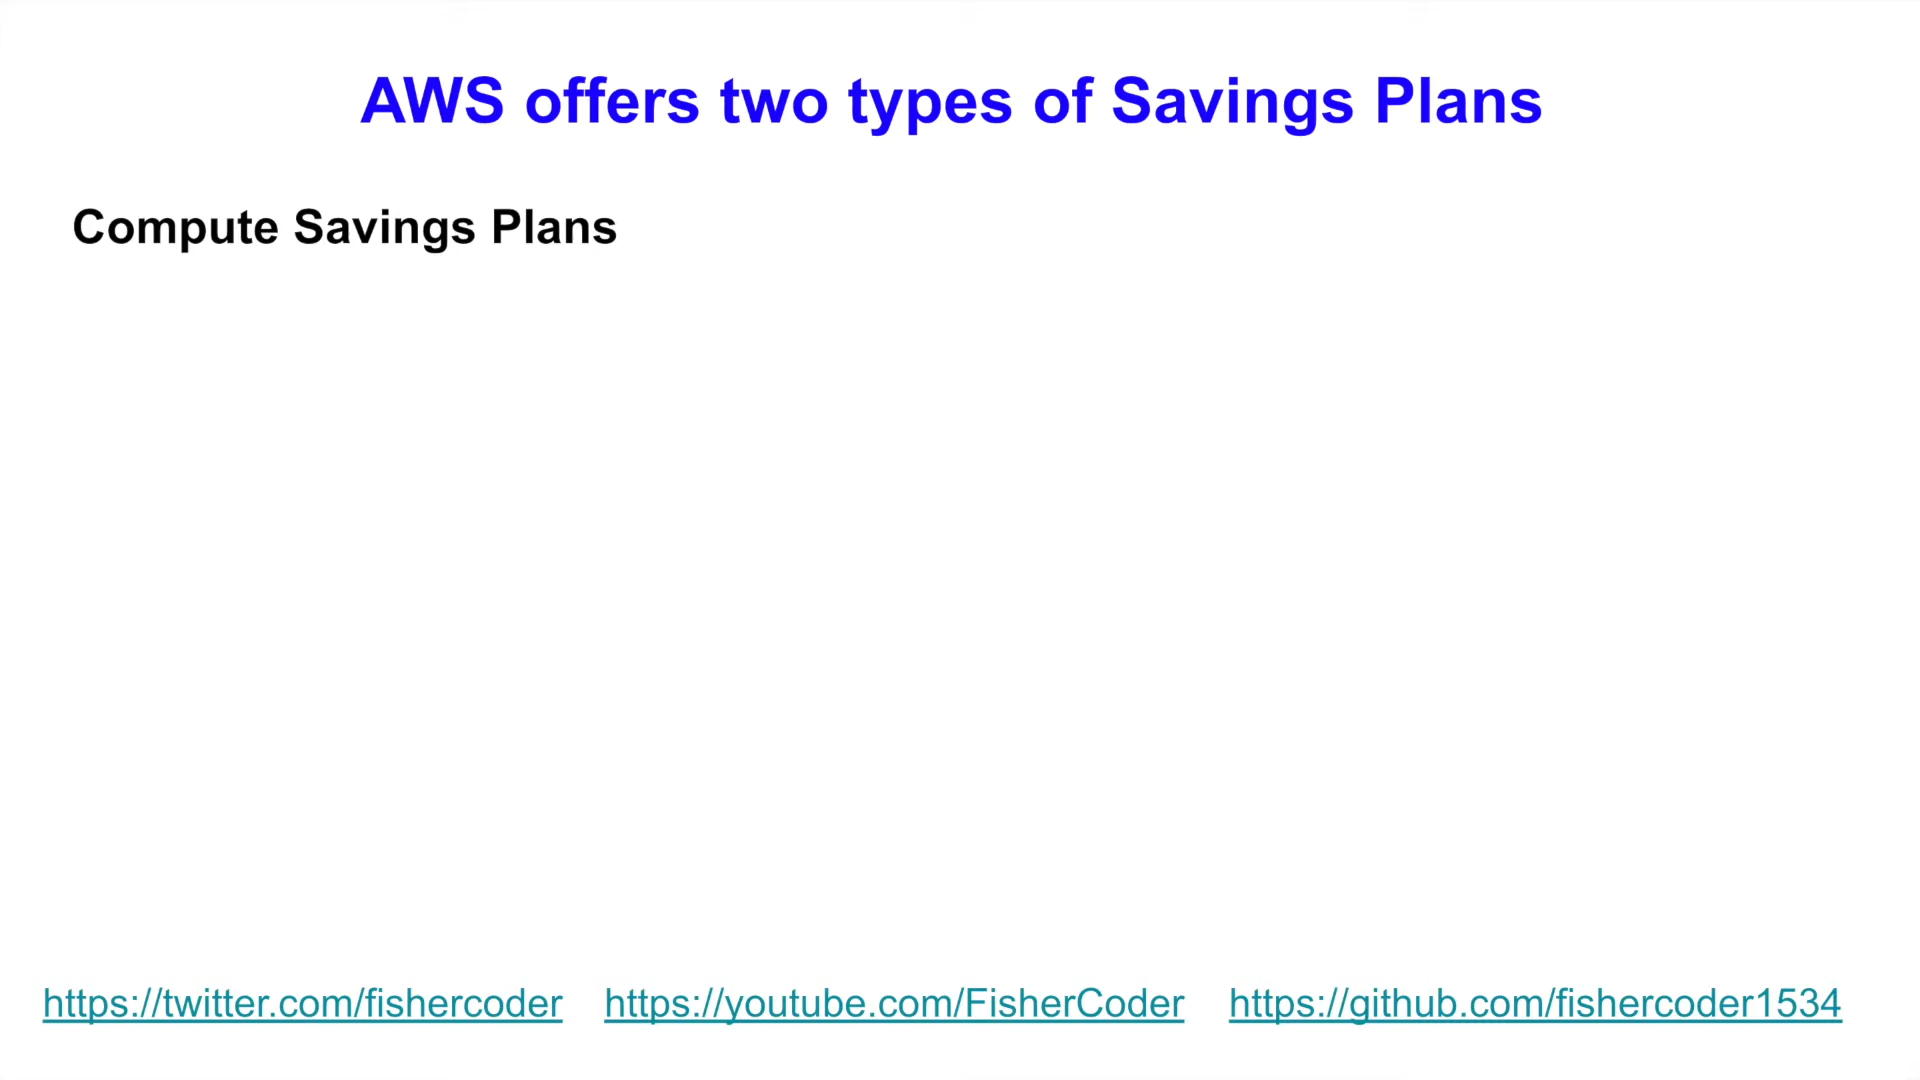 AWS offers two types of Savings Plans
Compute Savings Plans
https://twitter.com/fishercoder https://youtube.com/FisherCoder https://github.com/fishercoder1534